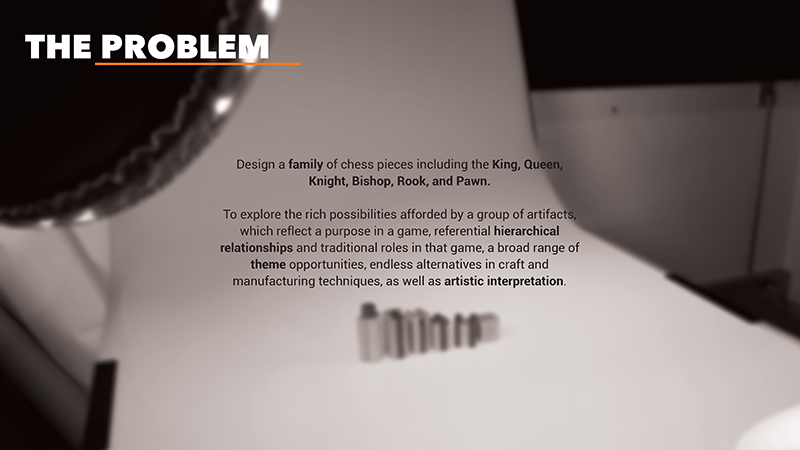 THE PROBLEM
Design a family of chess pieces including the King, Queen,
Knight, Bishop, Rook, and Pawn.
To explore the rich possibilities afforded by a group of artifacts,
which reflect a purpose in a game, referential hierarchical
relationships and traditional roles in that game, a broad range of
theme opportunities, endless alternatives in craft and
manufacturing techniques, as well as artistic interpretation.